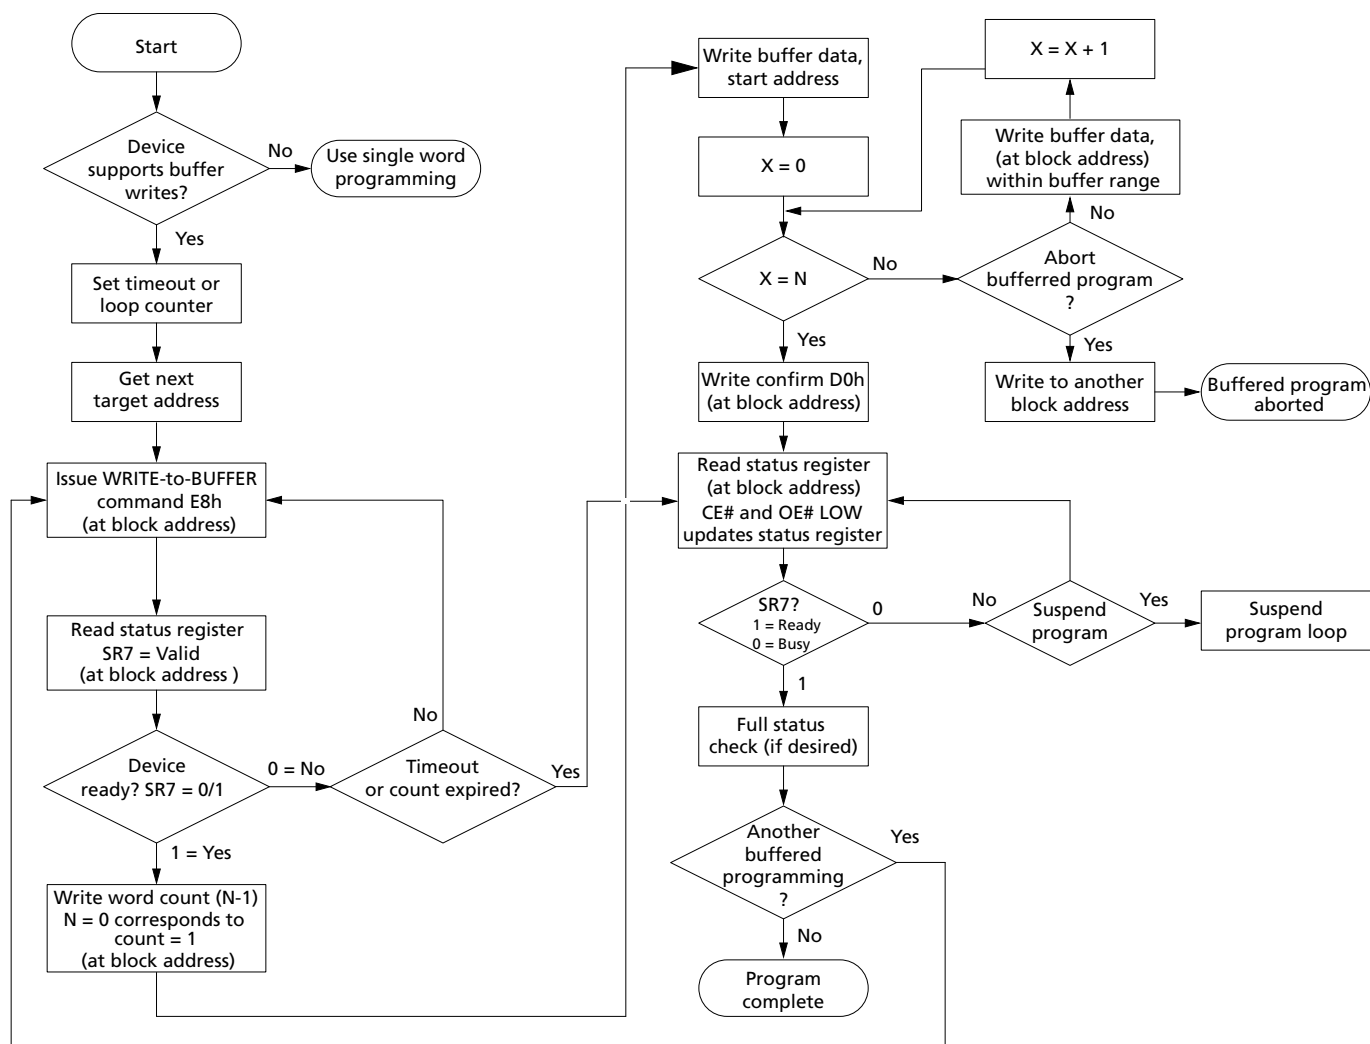 Start
Device
supports buffer
writes?
No
Use single word
programming
Yes
Set timeout or
loop counter
Get next
target address
Issue WRITE-to-BUFFER
command E8h
(at block address)
Read status register
SR7 = Valid
(at block address )
No
Device
ready? SR7 = 0/1
0 = No
Timeout
or count expired?
Yes
1 = Yes
Write word count (N-1)
N = 0 corresponds to
count = 1
(at block address)
Write buffer data,
start address
X = 0
X = X + 1
Write buffer data,
(at block address)
within buffer range
No
X = N
No
Abort
bufferred program
?
Yes
Yes
Write confirm D0h
(at block address)
Write to another
block address
Buffered program
aborted
Read status register
(at block address)
CE# and OE# LOW
updates status register
SR7?
1 = Ready
0 = Busy
0
No
Suspend
program
Yes
Suspend
program loop
1
Full status
check (if desired)
Another
buffered
programming
?
Yes
No
Program
complete